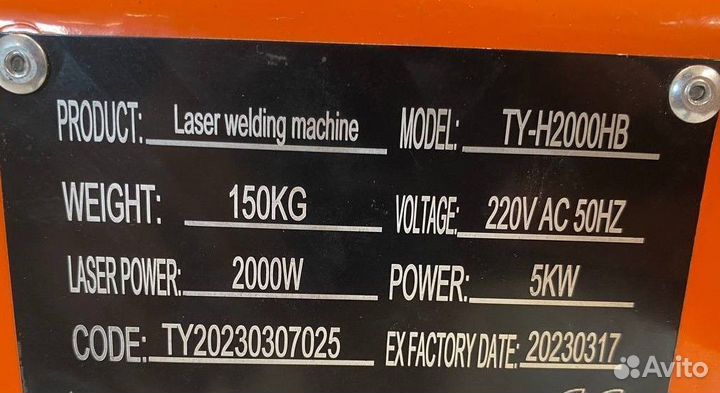 PRODUCT: Laser welding machine MODEL: TY-H2000HB
WEIGHT: 150KG VOLTAGE: 220V AC 50HZ
LASER POWER: 2000W POWER: 5KW
CODE: TY20230307025 EX FACTORY DATE: 20230317
Avito